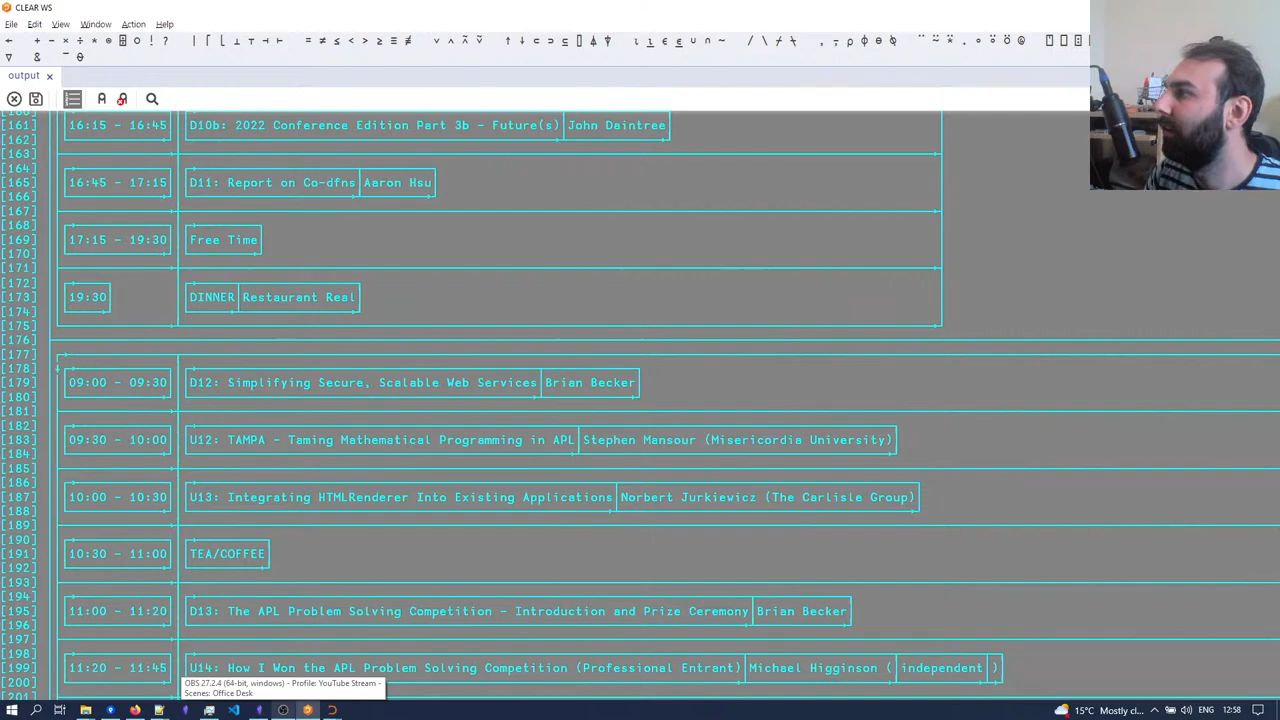 CLEAR WS
File Edit View Window Action Help
output
[161] 16:15 - 16:45 D10b: 2022 Conference Edition Part 3b - Future(s) John Daintree
[162]
[163]
[164]
[165] 16:45 - 17:15 D11: Report on Co-dfns Aaron Hsu
[166]
[167]
[168]
[169] 17:15 - 19:30 Free Time
[170]
[171]
[172]
[173] 19:30 DINNER Restaurant Real
[174]
[175]
[176]
[177]
[178]
[179] 09:00 - 09:30 D12: Simplifying Secure, Scalable Web Services Brian Becker
[180]
[181]
[182]
[183] 09:30 - 10:00 U12: TAMPA - Taming Mathematical Programming in APL Stephen Mansour (Misericordia University)
[184]
[185]
[186]
[187] 10:00 - 10:30 U13: Integrating HTMLRenderer Into Existing Applications Norbert Jurkiewicz (The Carlisle Group)
[188]
[189]
[190]
[191] 10:30 - 11:00 TEA/COFFEE
[192]
[193]
[194]
[195] 11:00 - 11:20 D13: The APL Problem Solving Competition - Introduction and Prize Ceremony Brian Becker
[196]
[197]
[198]
[199] 11:20 - 11:45 U14: How I Won the APL Problem Solving Competition (Professional Entrant) Michael Higginson ( independent )
[200]
[201]
OBS 27.2.4 (64-bit, windows) - Profile: YouTube Stream -
Scenes: Office Desk
15°C Mostly cl... ENG 12:58